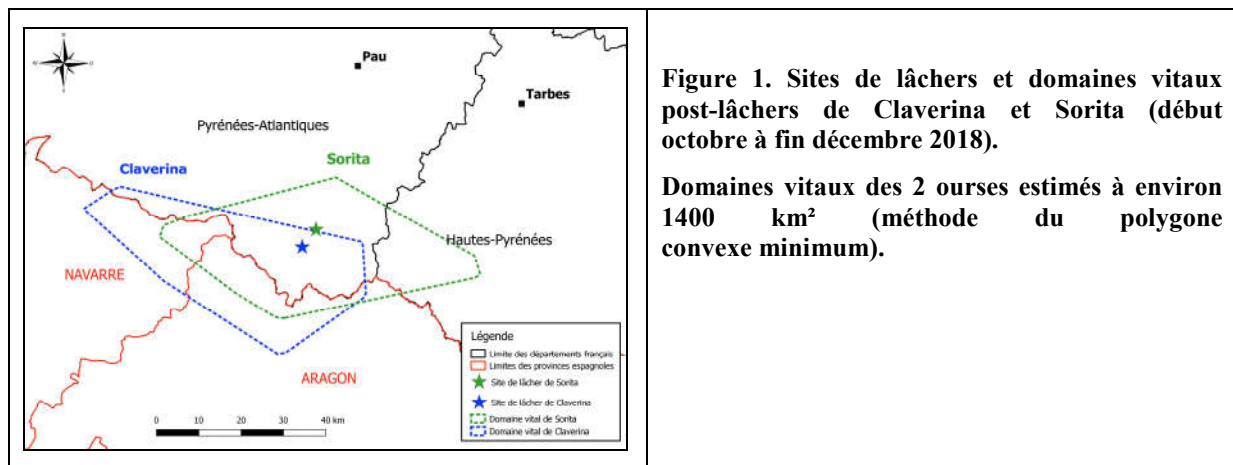 Pau
Tarbes
Pyrénées-Atlantiques
Claverina
Sorita
Hautes-Pyrénées
NAVARRE
ARAGON
0 10 20 30 40 km
Légende
Limite des départements français
Limites des provinces espagnoles
Site de lâcher de Sorita
Site de lâcher de Claverina
Domaine vital de Sorita
Domaine vital de Claverina
Figure 1. Sites de lâchers et domaines vitaux
post-lâchers de Claverina et Sorita (début
octobre à fin décembre 2018).
Domaines vitaux des 2 ourses estimés à environ
1400 km² (méthode du polygone
convexe minimum).